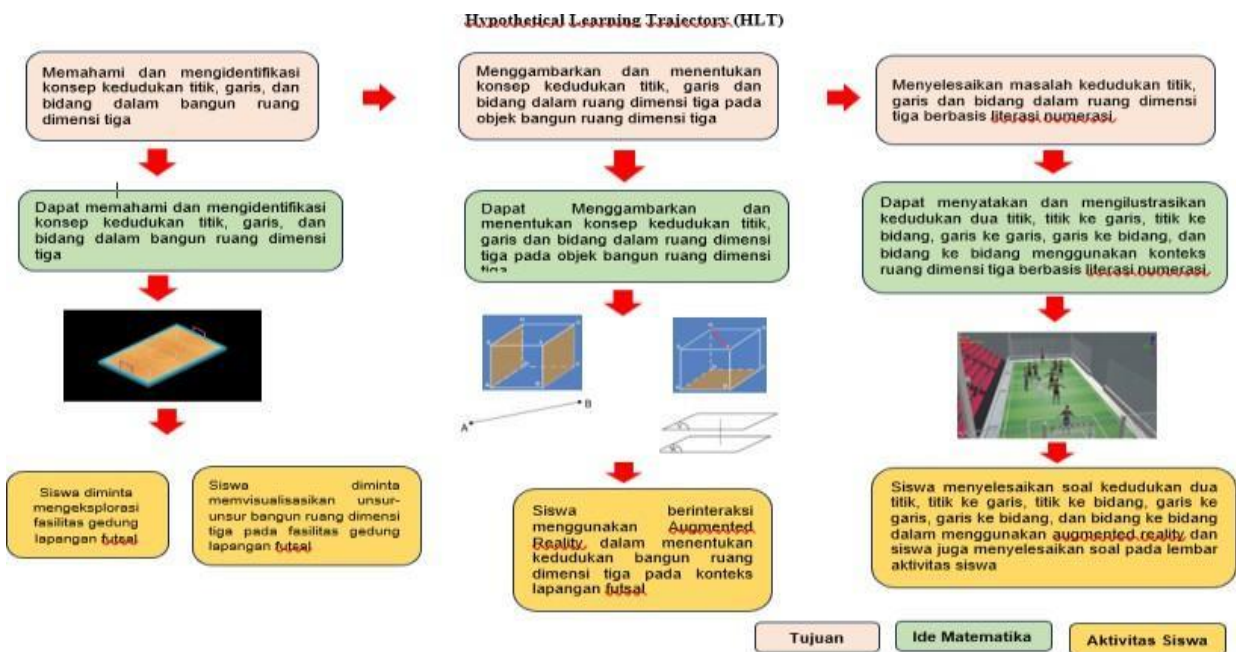 Hypothetical Learning Trajectory (HLT)
Memahami dan mengidentifikasi
konsep kedudukan titik, garis, dan
bidang dalam bangun ruang
dimensi tiga
Menggambarkan dan menentukan
konsep kedudukan titik, garis dan
bidang dalam ruang dimensi tiga pada
objek bangun ruang dimensi tiga
Menyelesaikan masalah kedudukan titik,
garis dan bidang dalam ruang dimensi
tiga berbasis literasi numerasi
Dapat memahami dan mengidentifikasi
konsep kedudukan titik, garis, dan
bidang dalam bangun ruang dimensi
tiga
Dapat Menggambarkan dan
menentukan konsep kedudukan titik,
garis dan bidang dalam ruang dimensi
tiga pada objek bangun ruang dimensi
tiga
Dapat menyatakan dan mengilustrasikan
kedudukan dua titik, titik ke garis, titik ke
bidang, garis ke garis, garis ke bidang, dan
bidang ke bidang menggunakan konteks
ruang dimensi tiga berbasis literasi numerasi
A
B
Siswa diminta
mengeksplorasi
fasilitas gedung
lapangan futsal
Siswa diminta
memvisualisasikan unsur-
unsur bangun ruang dimensi
tiga pada fasilitas gedung
lapangan futsal
Siswa berinteraksi
menggunakan Augmented
Reality dalam menentukan
kedudukan bangun ruang
dimensi tiga pada konteks
lapangan futsal
Siswa menyelesaikan soal kedudukan dua
titik, titik ke garis, titik ke bidang, garis ke
garis, garis ke bidang, dan bidang ke bidang
dalam menggunakan augmented reality dan
siswa juga menyelesaikan soal pada lembar
aktivitas siswa
Tujuan
Ide Matematika
Aktivitas Siswa